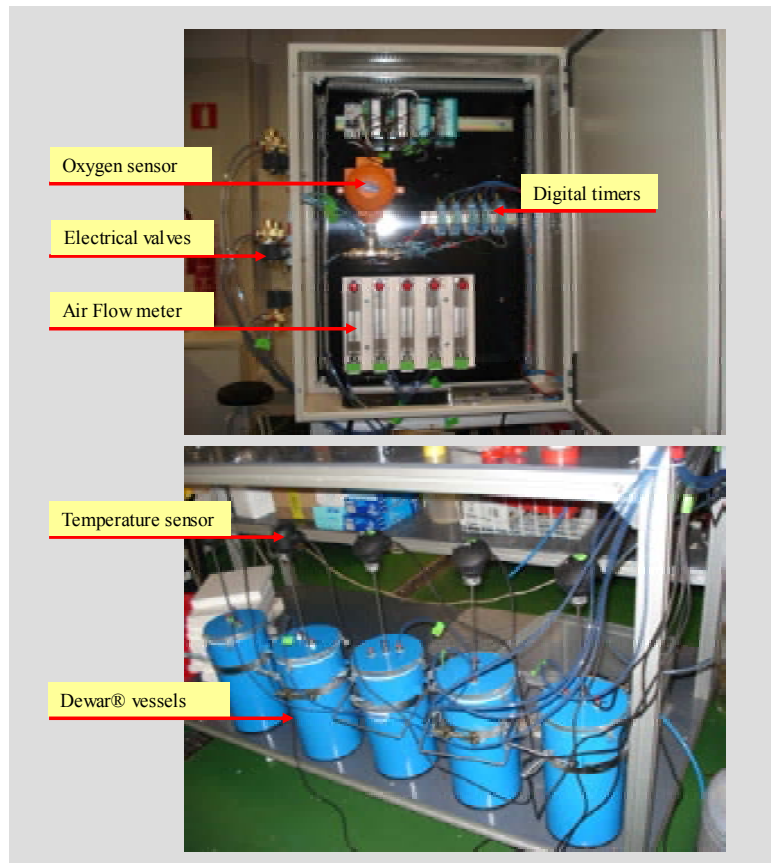 Oxygen sensor
Digital timers
Electrical valves
Air Flow meter
Temperature sensor
Dewar® vessels